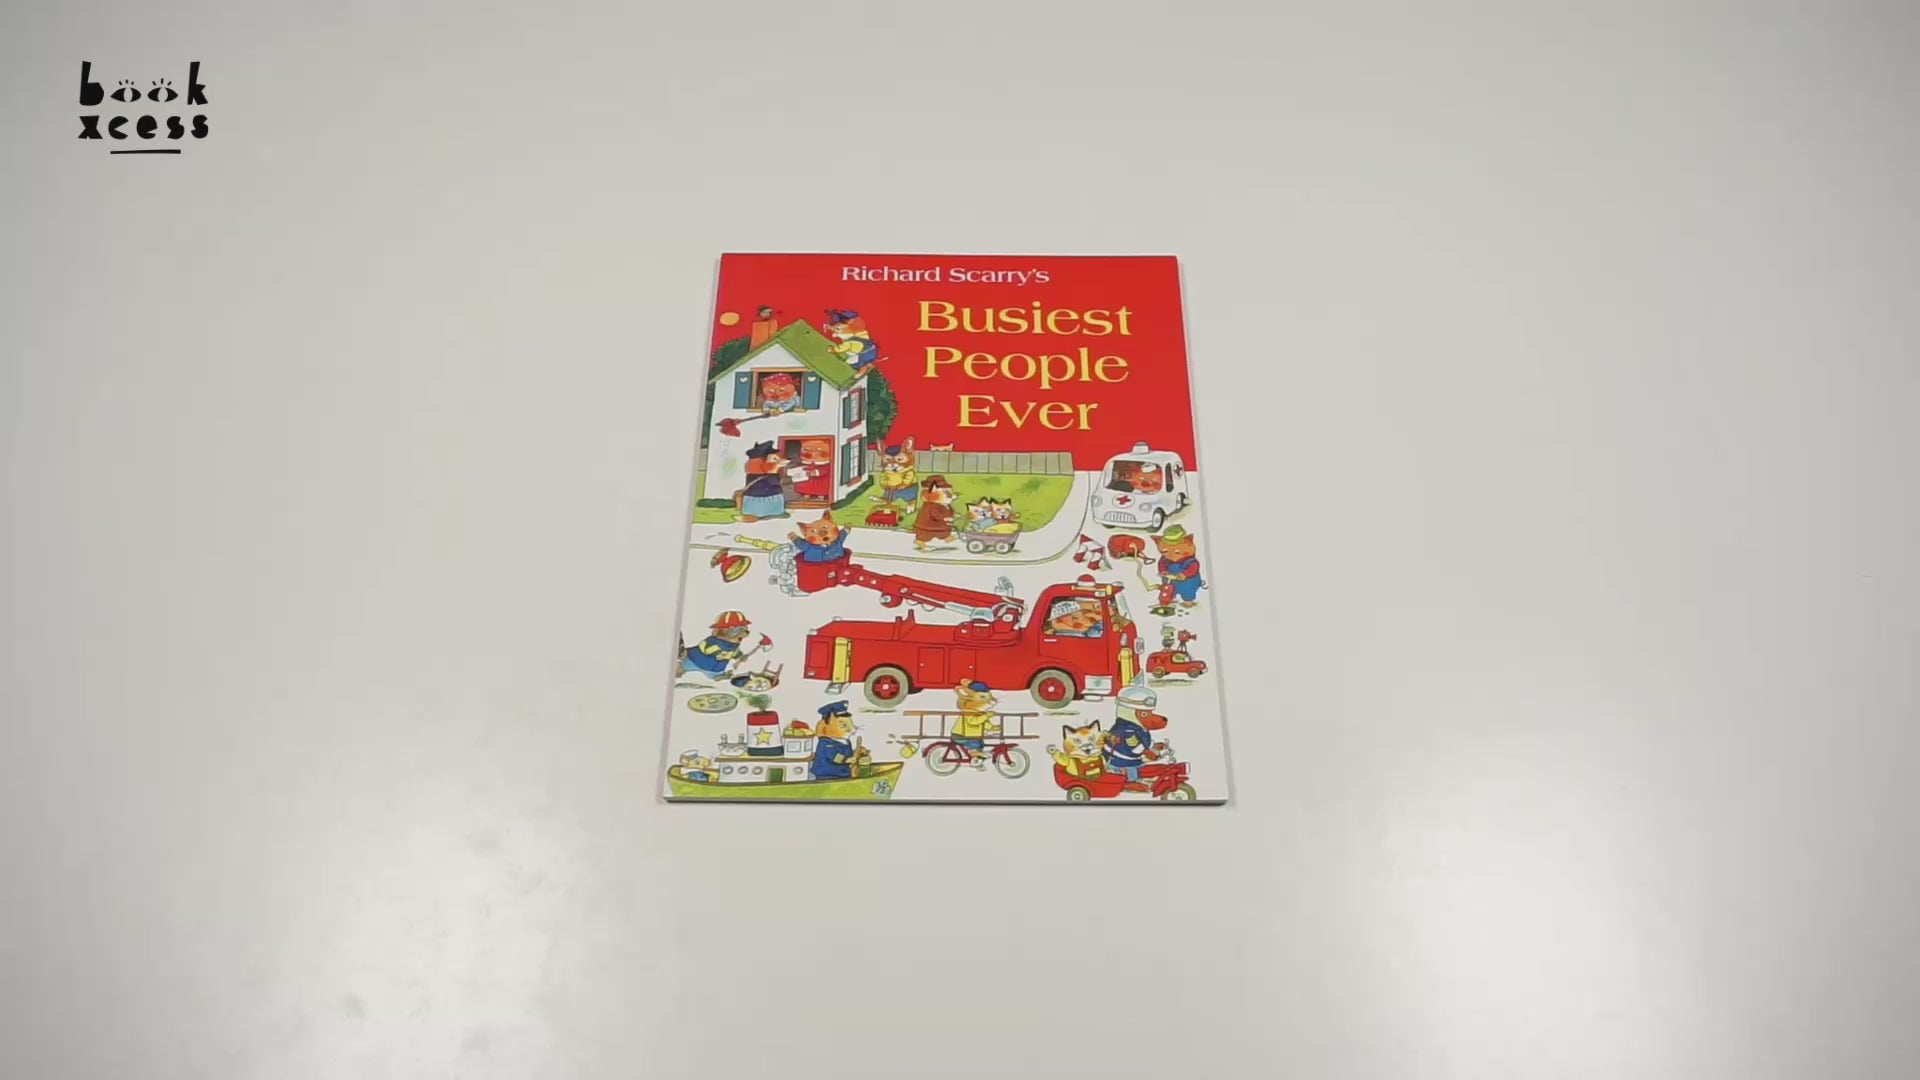 book
xcess
Richard Scarry's
Busiest
People
Ever